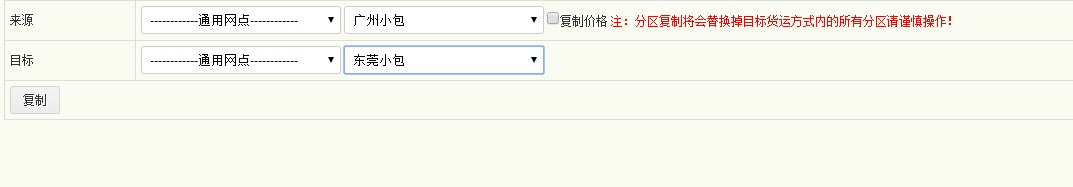 来源 ------------通用网点------------ 广州小包 复制价格 注：分区复制将会替换掉目标货运方式内的所有分区请谨慎操作!
目标 ------------通用网点------------ 东莞小包
复制